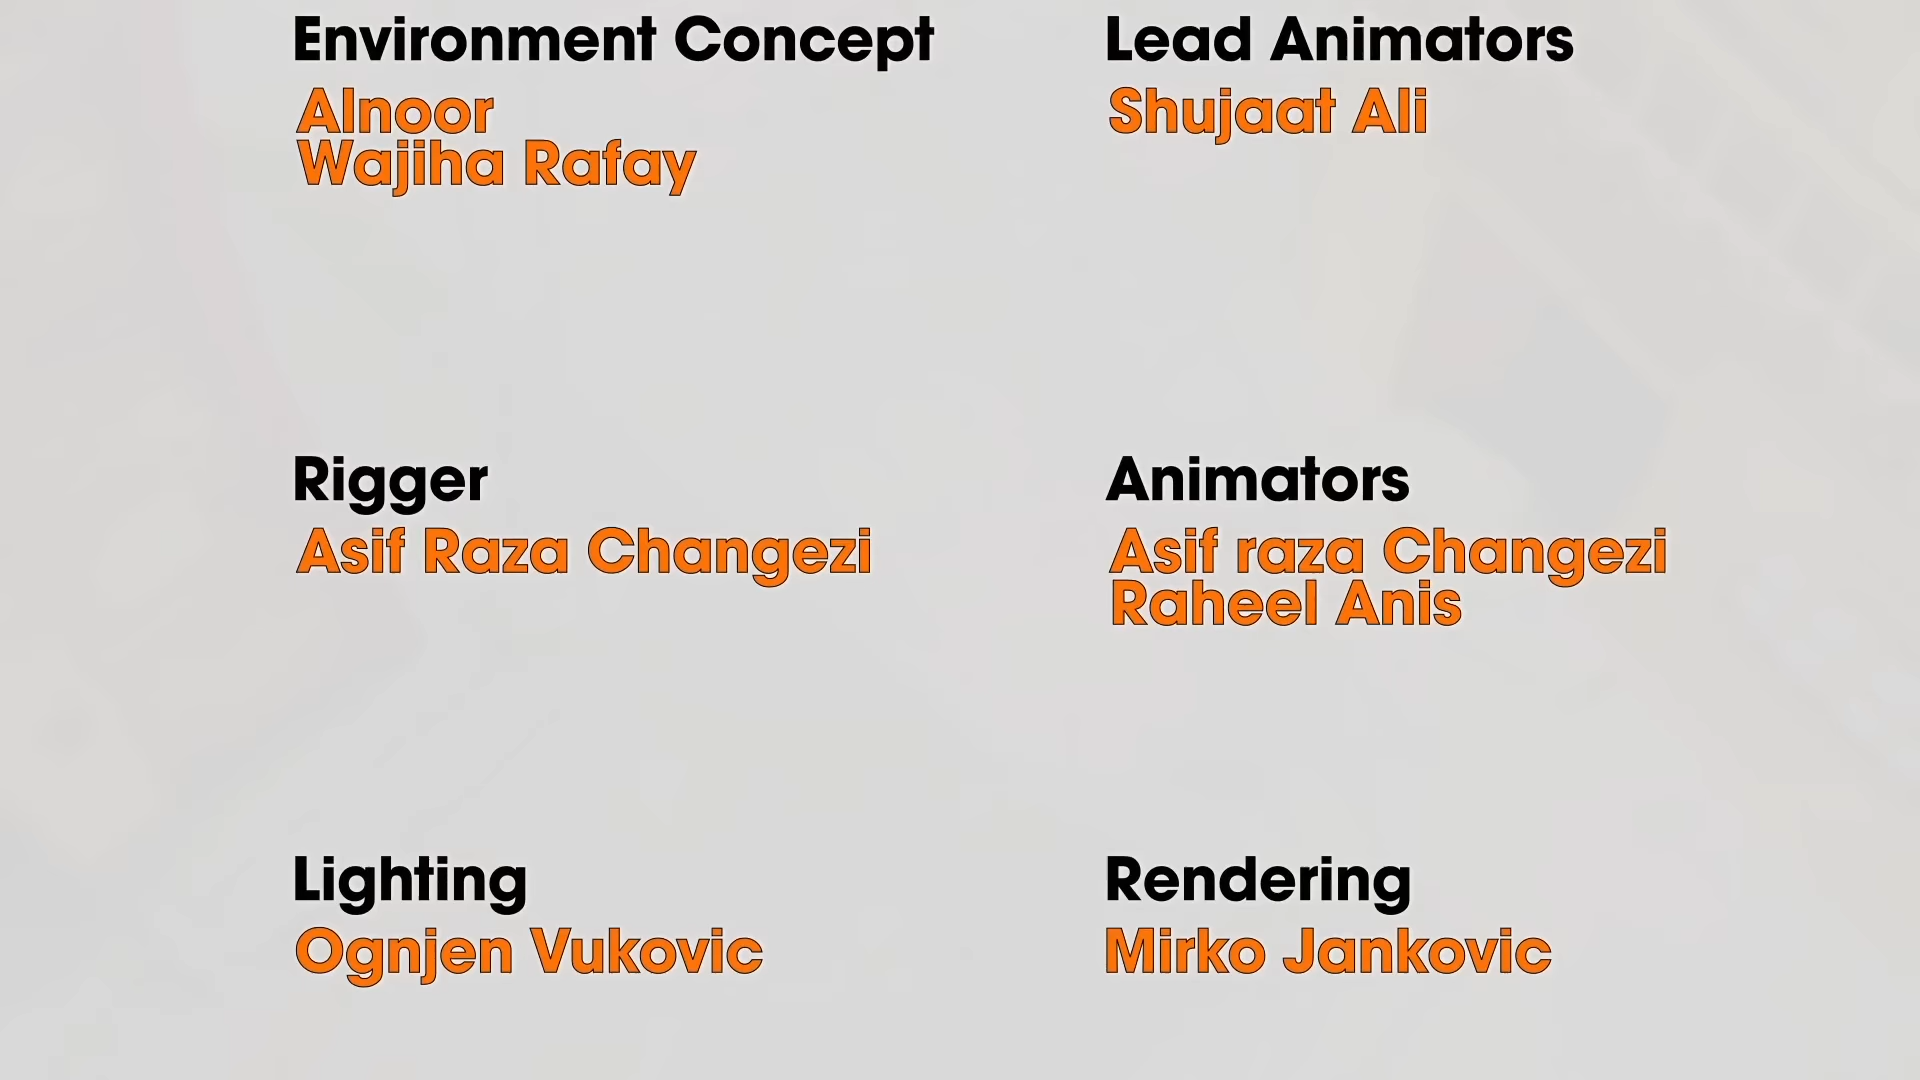 Environment Concept
Alnoor
Wajiha Rafay
Lead Animators
Shujaat Ali
Rigger
Asif Raza Changezi
Animators
Asif raza Changezi
Raheel Anis
Lighting
Ognjen Vukovic
Rendering
Mirko Jankovic